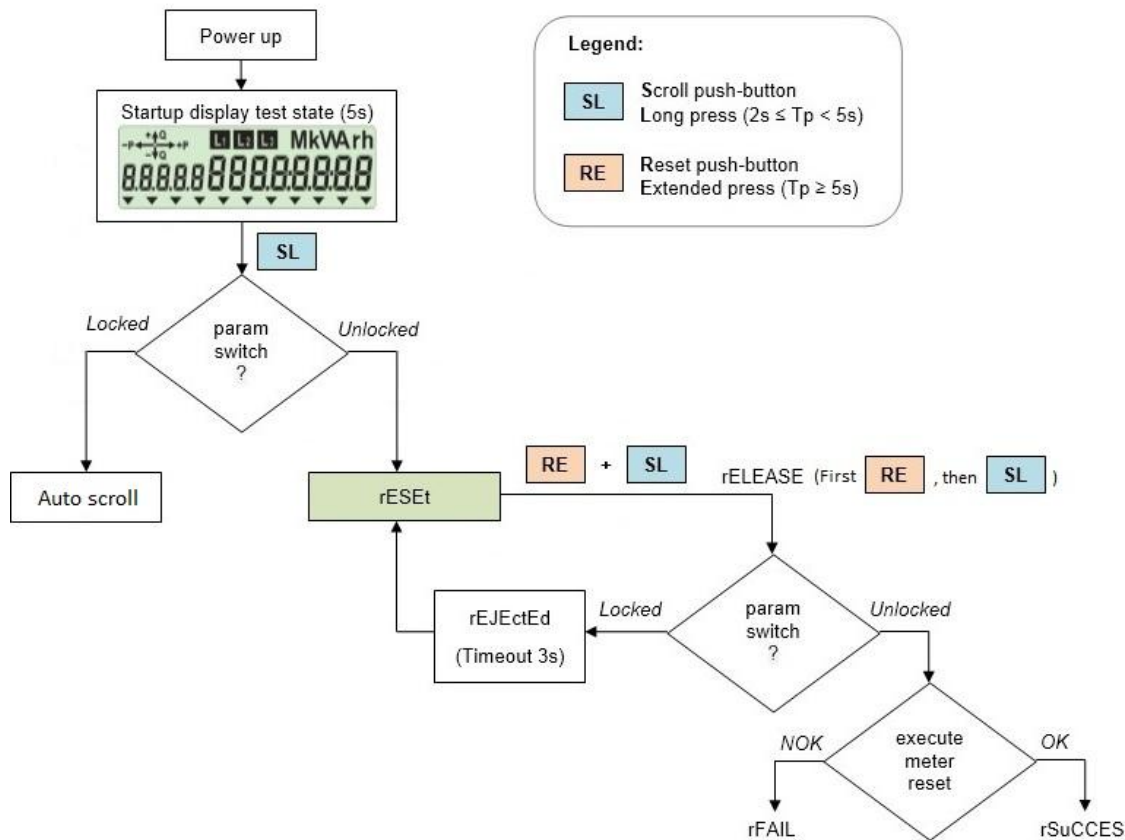 Power up
Legend:
SL
Scroll push-button
Long press (2s ≤ Tp < 5s)
RE
Reset push-button
Extended press (Tp ≥ 5s)
Startup display test state (5s)
+Q
-P +P
-Q
L1 L2 L3 MkWArh
8.8.8.8.8 8 8 8.8:8.8:8.8
SL
Locked
param
switch
?
Unlocked
Auto scroll
rESEt
RE + SL
rELEASE (First RE , then SL )
rEJEctEd
(Timeout 3s)
Locked
param
switch
?
Unlocked
NOK
execute
meter
reset
OK
rFAIL
rSuCCES